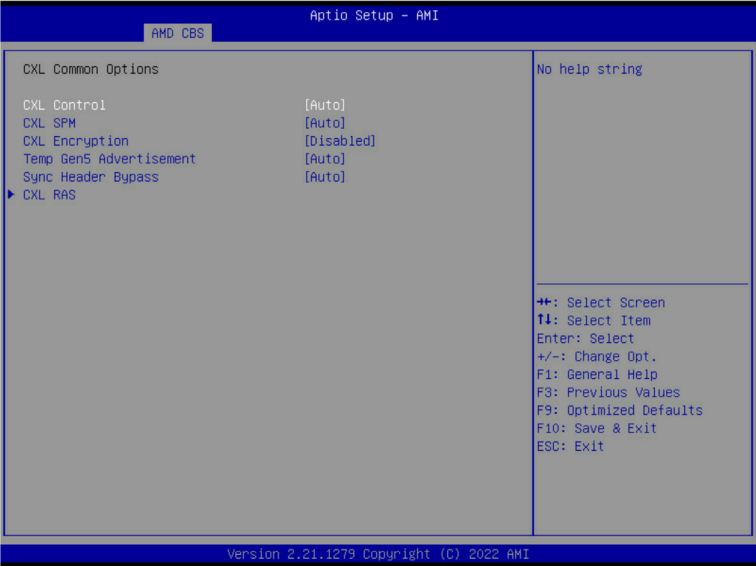 Aptio Setup – AMI
AMD CBS
CXL Common Options
CXL Control [Auto]
CXL SPM [Auto]
CXL Encryption [Disabled]
Temp Gen5 Advertisement [Auto]
Sync Header Bypass [Auto]
CXL RAS
No help string
→←: Select Screen
↑↓: Select Item
Enter: Select
+/-: Change Opt.
F1: General Help
F3: Previous Values
F9: Optimized Defaults
F10: Save & Exit
ESC: Exit
Version 2.21.1279 Copyright (C) 2022 AMI